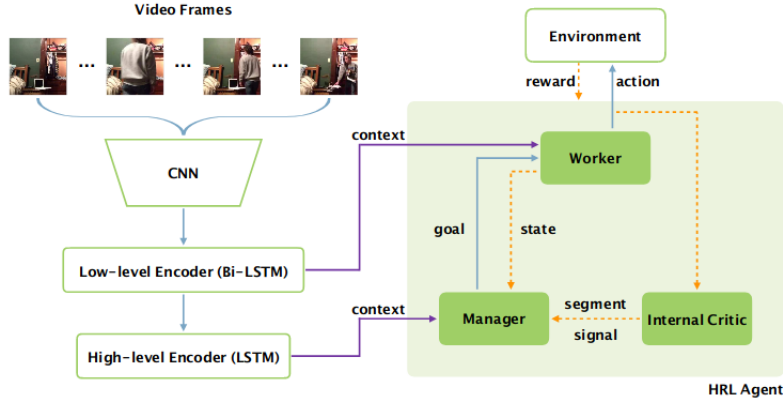 Video Frames
... ... ...
CNN
Low-level Encoder (Bi-LSTM)
High-level Encoder (LSTM)
context
context
Environment
reward
action
Worker
goal
state
Manager
segment
signal
Internal Critic
HRL Agent